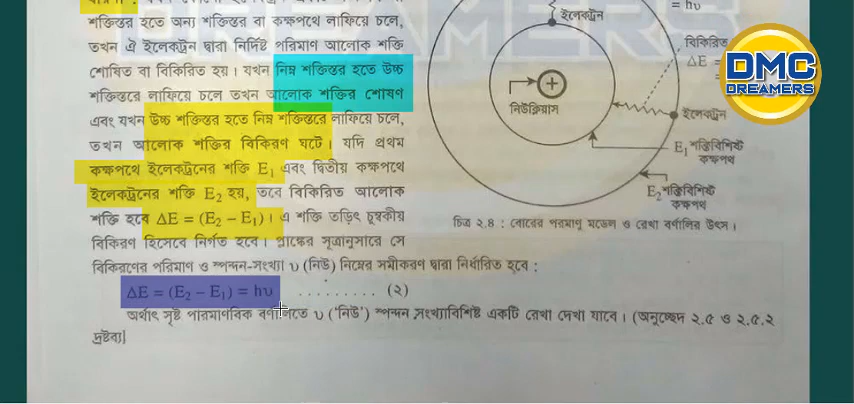 শক্তিস্তর হতে অন্য শক্তিস্তর বা কক্ষপথে লাফিয়ে চলে,
তখন ঐ ইলেকট্রন দ্বারা নির্দিষ্ট পরিমাণ আলোক শক্তি
শোষিত বা বিকিরিত হয়। যখন নিম্ন শক্তিস্তর হতে উচ্চ
শক্তিস্তরে লাফিয়ে চলে তখন আলোক শক্তির শোষণ
এবং যখন উচ্চ শক্তিস্তর হতে নিম্ন শক্তিস্তরে লাফিয়ে চলে,
তখন আলোক শক্তির বিকিরণ ঘটে। যদি প্রথম
কক্ষপথে ইলেকট্রনের শক্তি E₁ এবং দ্বিতীয় কক্ষপথে
ইলেকট্রনের শক্তি E₂ হয়, তবে বিকিরিত আলোক
শক্তি হবে ΔE = (E₂ − E₁)। এ শক্তি তড়িৎ চুম্বকীয়
বিকিরণ হিসেবে নির্গত হবে। প্লাঙ্কের সূত্রানুসারে সে
বিকিরণের পরিমাণ ও স্পন্দন-সংখ্যা υ (নিউ) নিম্নের সমীকরণ দ্বারা নির্ধারিত হবে :
ΔE = (E₂ − E₁) = hυ .......... (২)
অর্থাৎ সৃষ্ট পারমাণবিক বর্ণালিতে υ ('নিউ') স্পন্দন সংখ্যাবিশিষ্ট একটি রেখা দেখা যাবে। (অনুচ্ছেদ ২.৫ ও ২.৫.২
দ্রষ্টব্য)
= hυ
ইলেকট্রন
বিকিরিত
ΔE =
নিউক্লিয়াস
ইলেকট্রন
E₁ শক্তিবিশিষ্ট
কক্ষপথ
E₂ শক্তিবিশিষ্ট
কক্ষপথ
চিত্র ২.৪ : বোরের পরমাণু মডেল ও রেখা বর্ণালির উৎস।
DMC
DREAMERS
DREAMERS